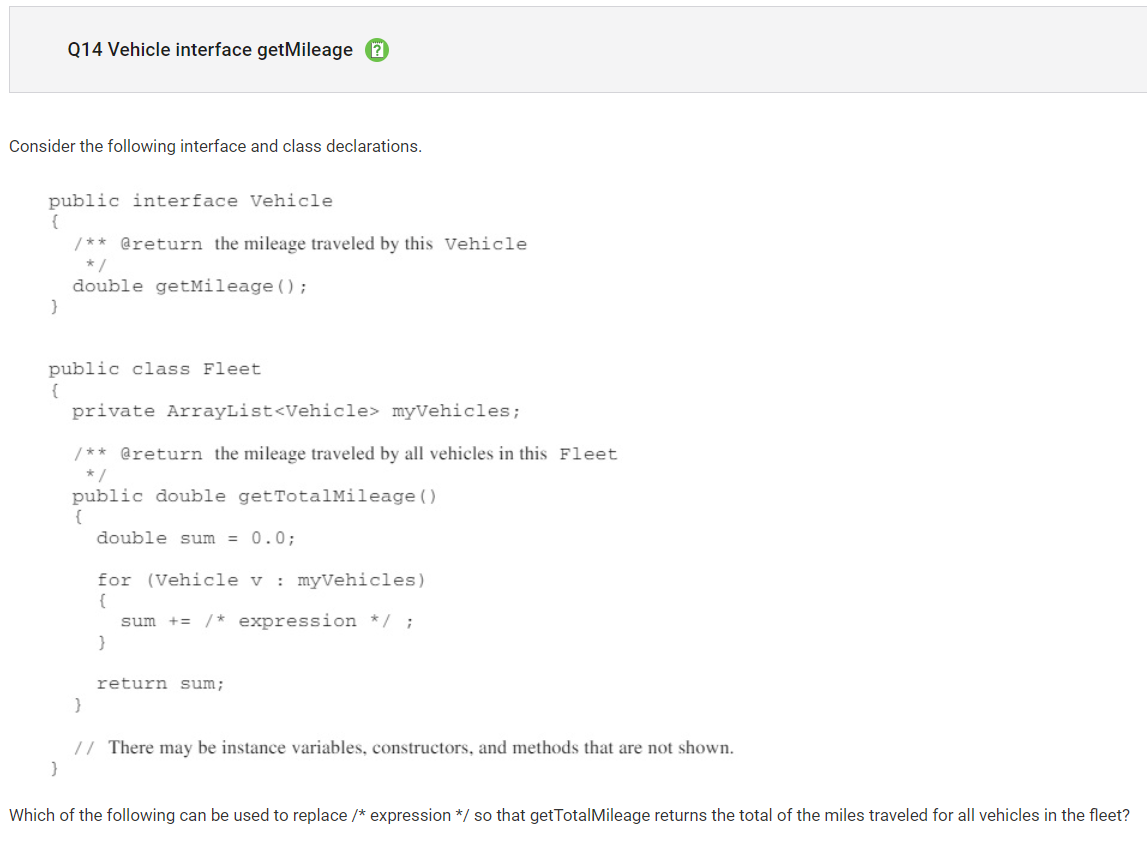 Q14 Vehicle interface getMileage
Consider the following interface and class declarations.
public interface Vehicle
{
/** @return the mileage traveled by this Vehicle
*/
double getMileage();
}
public class Fleet
{
private ArrayList<Vehicle> myVehicles;
/** @return the mileage traveled by all vehicles in this Fleet
*/
public double getTotalMileage()
{
double sum = 0.0;
for (Vehicle v : myVehicles)
{
sum += /* expression */ ;
}
return sum;
}
// There may be instance variables, constructors, and methods that are not shown.
}
Which of the following can be used to replace /* expression */ so that getTotalMileage returns the total of the miles traveled for all vehicles in the fleet?